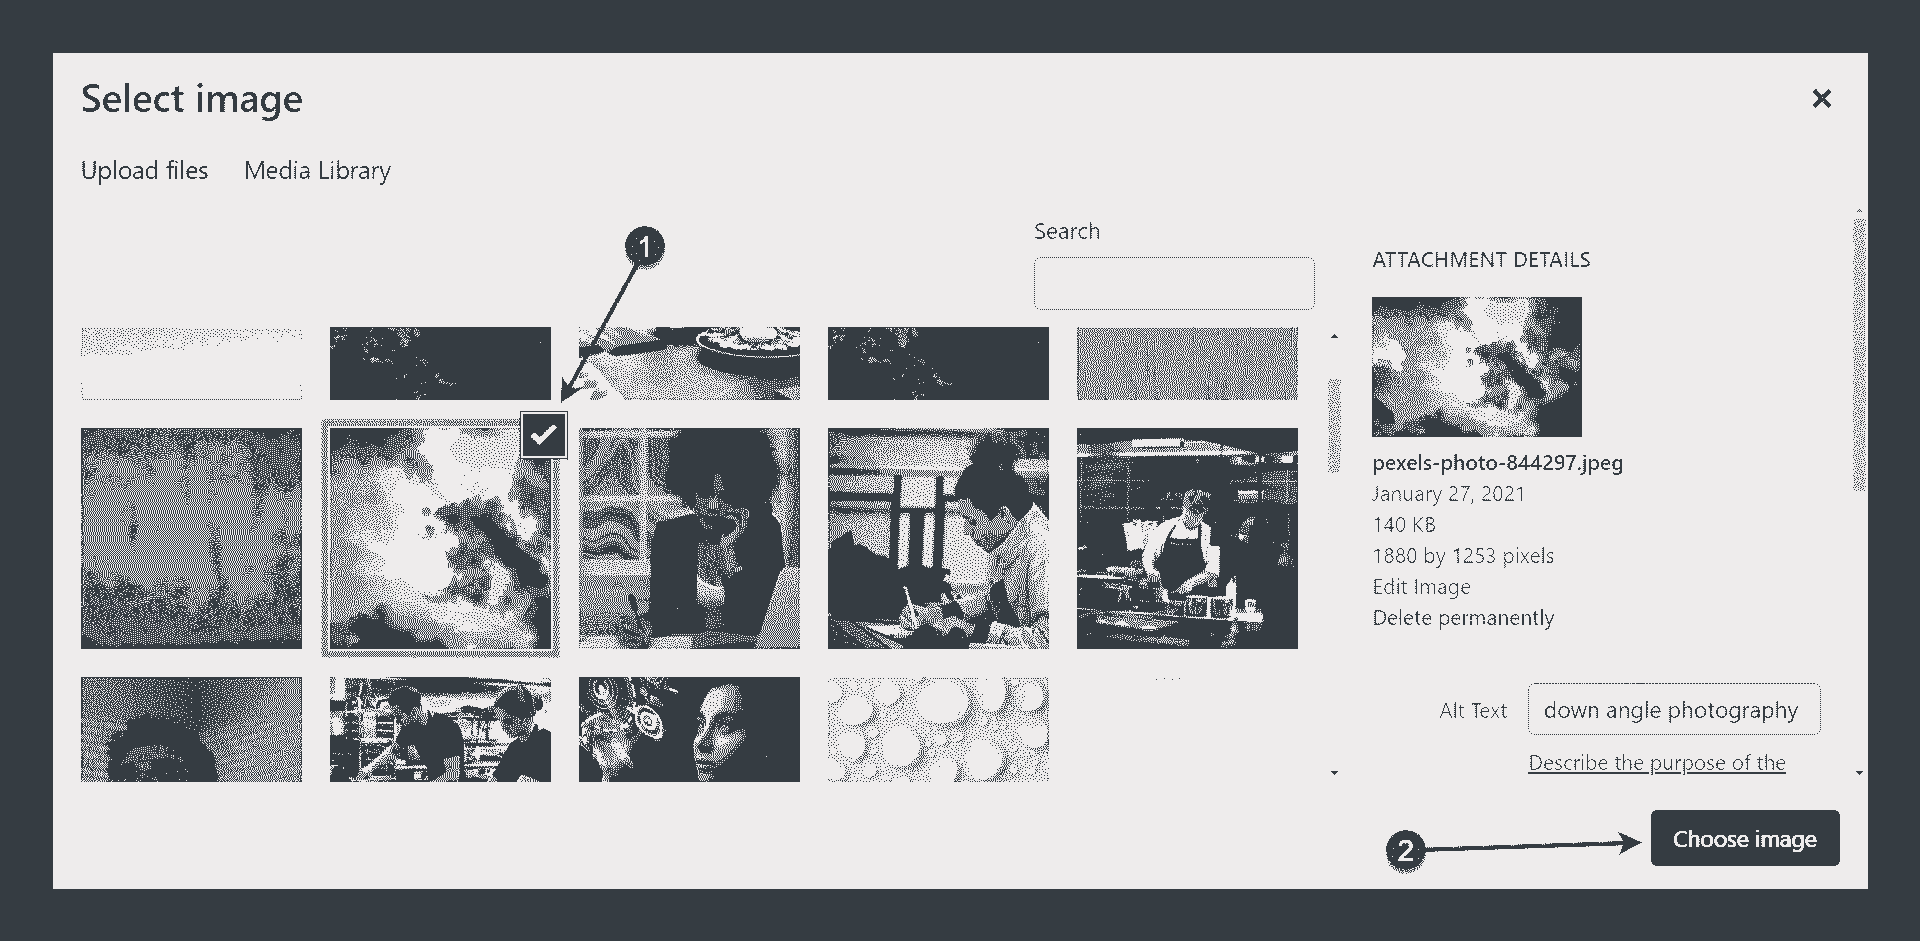 Select image
Upload files
Media Library
1
Search
ATTACHMENT DETAILS
pexels-photo-844297.jpeg
January 27, 2021
140 KB
1880 by 1253 pixels
Edit Image
Delete permanently
Alt Text
down angle photography
Describe the purpose of the
2
Choose image